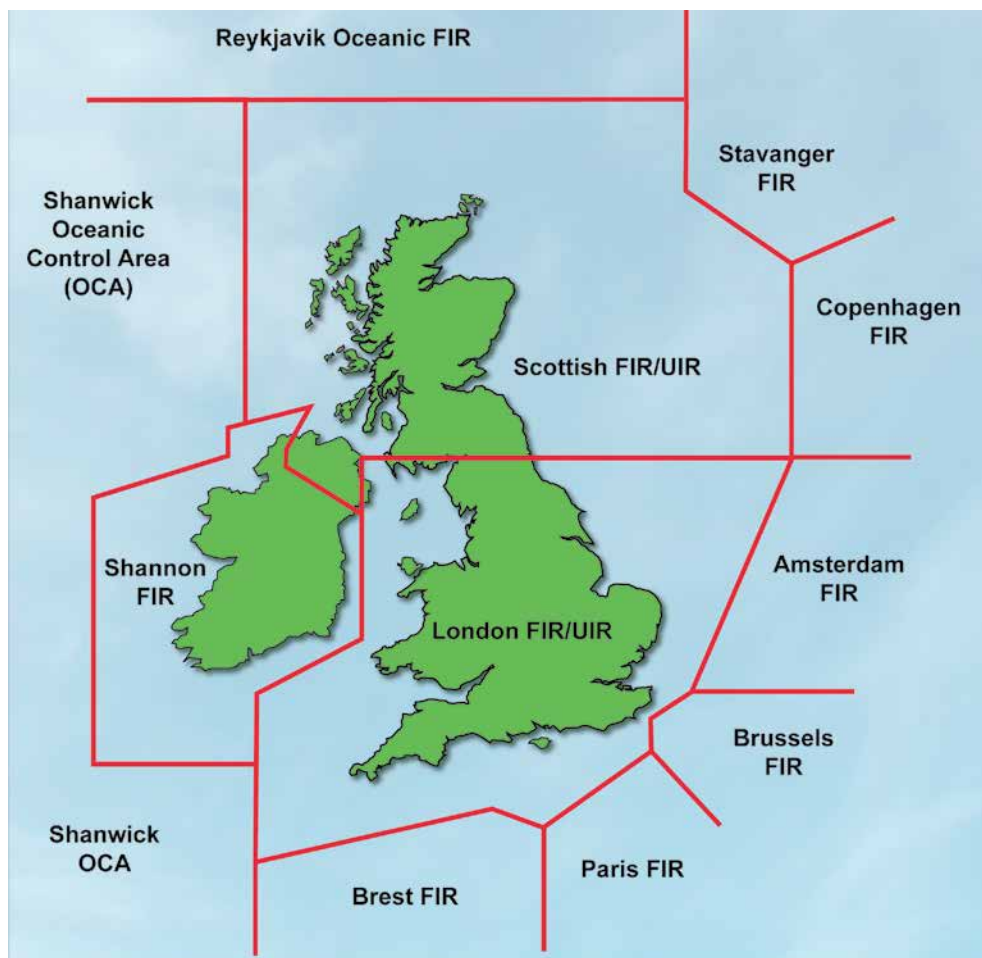 Reykjavik Oceanic FIR
Stavanger
FIR
Shanwick
Oceanic
Control Area
(OCA)
Copenhagen
FIR
Scottish FIR/UIR
Shannon
FIR
Amsterdam
FIR
London FIR/UIR
Brussels
FIR
Shanwick
OCA
Paris FIR
Brest FIR